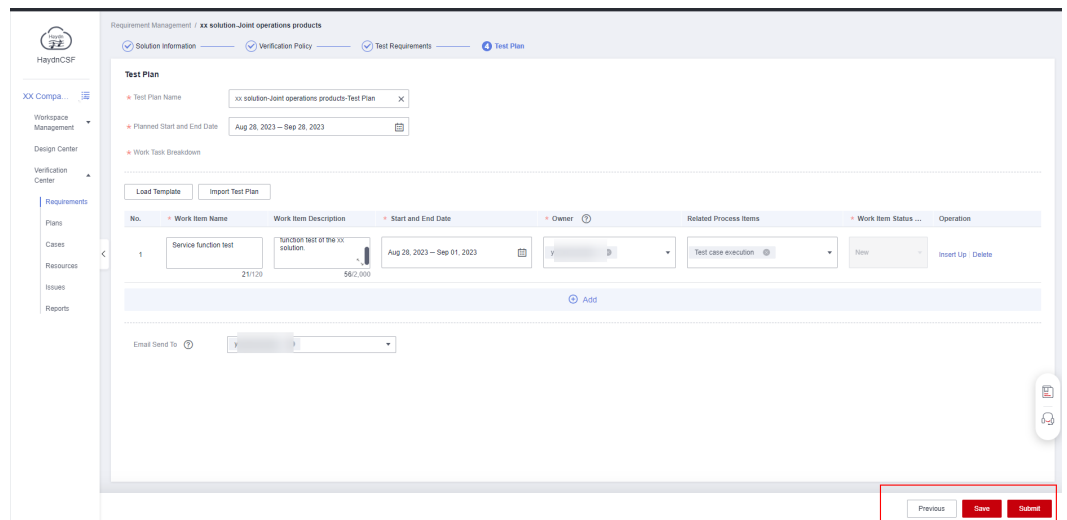 Haydn
HaydnCSF
XX Compa...
Workspace
Management
Design Center
Verification
Center
Requirements
Plans
Cases
Resources
Issues
Reports
Requirement Management / xx solution-Joint operations products
Solution Information
Verification Policy
Test Requirements
4 Test Plan
Test Plan
* Test Plan Name
xx solution-Joint operations products-Test Plan
* Planned Start and End Date
Aug 28, 2023 — Sep 28, 2023
* Work Task Breakdown
Load Template
Import Test Plan
No.
* Work Item Name
Work Item Description
* Start and End Date
* Owner ?
Related Process Items
* Work Item Status ...
Operation
1
Service function test
21/120
function test of the xx
solution.
56/2,000
Aug 28, 2023 — Sep 01, 2023
y
Test case execution
New
Insert Up | Delete
Add
Email Send To ?
Previous
Save
Submit